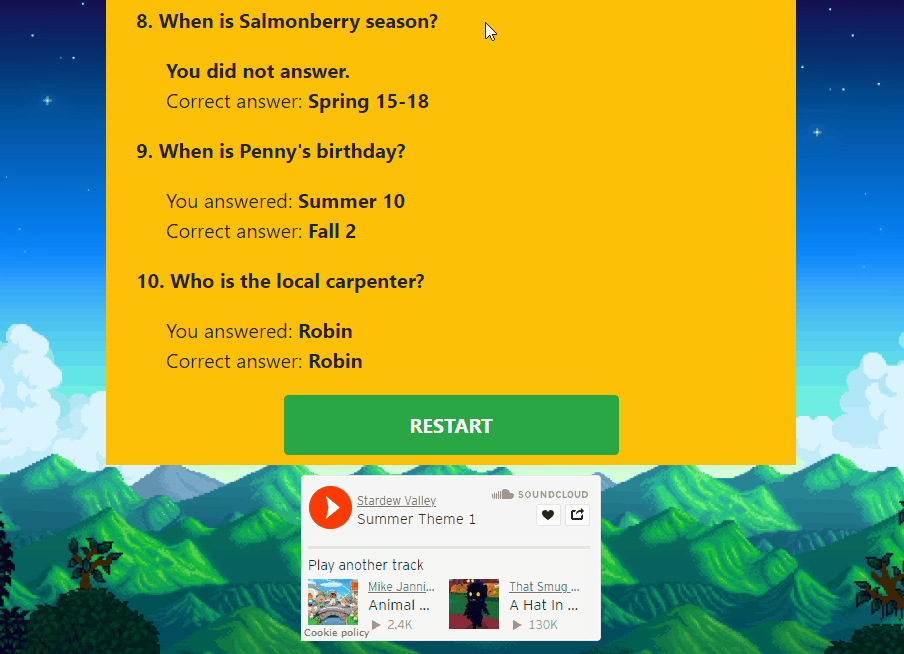 8. When is Salmonberry season?
You did not answer.
Correct answer: Spring 15-18
9. When is Penny's birthday?
You answered: Summer 10
Correct answer: Fall 2
10. Who is the local carpenter?
You answered: Robin
Correct answer: Robin
RESTART
Stardew Valley
SOUNDCLOUD
Summer Theme 1
Play another track
Mike Janni...
Animal ...
2.4K
That Smug ...
A Hat In ...
130K
Cookie policy